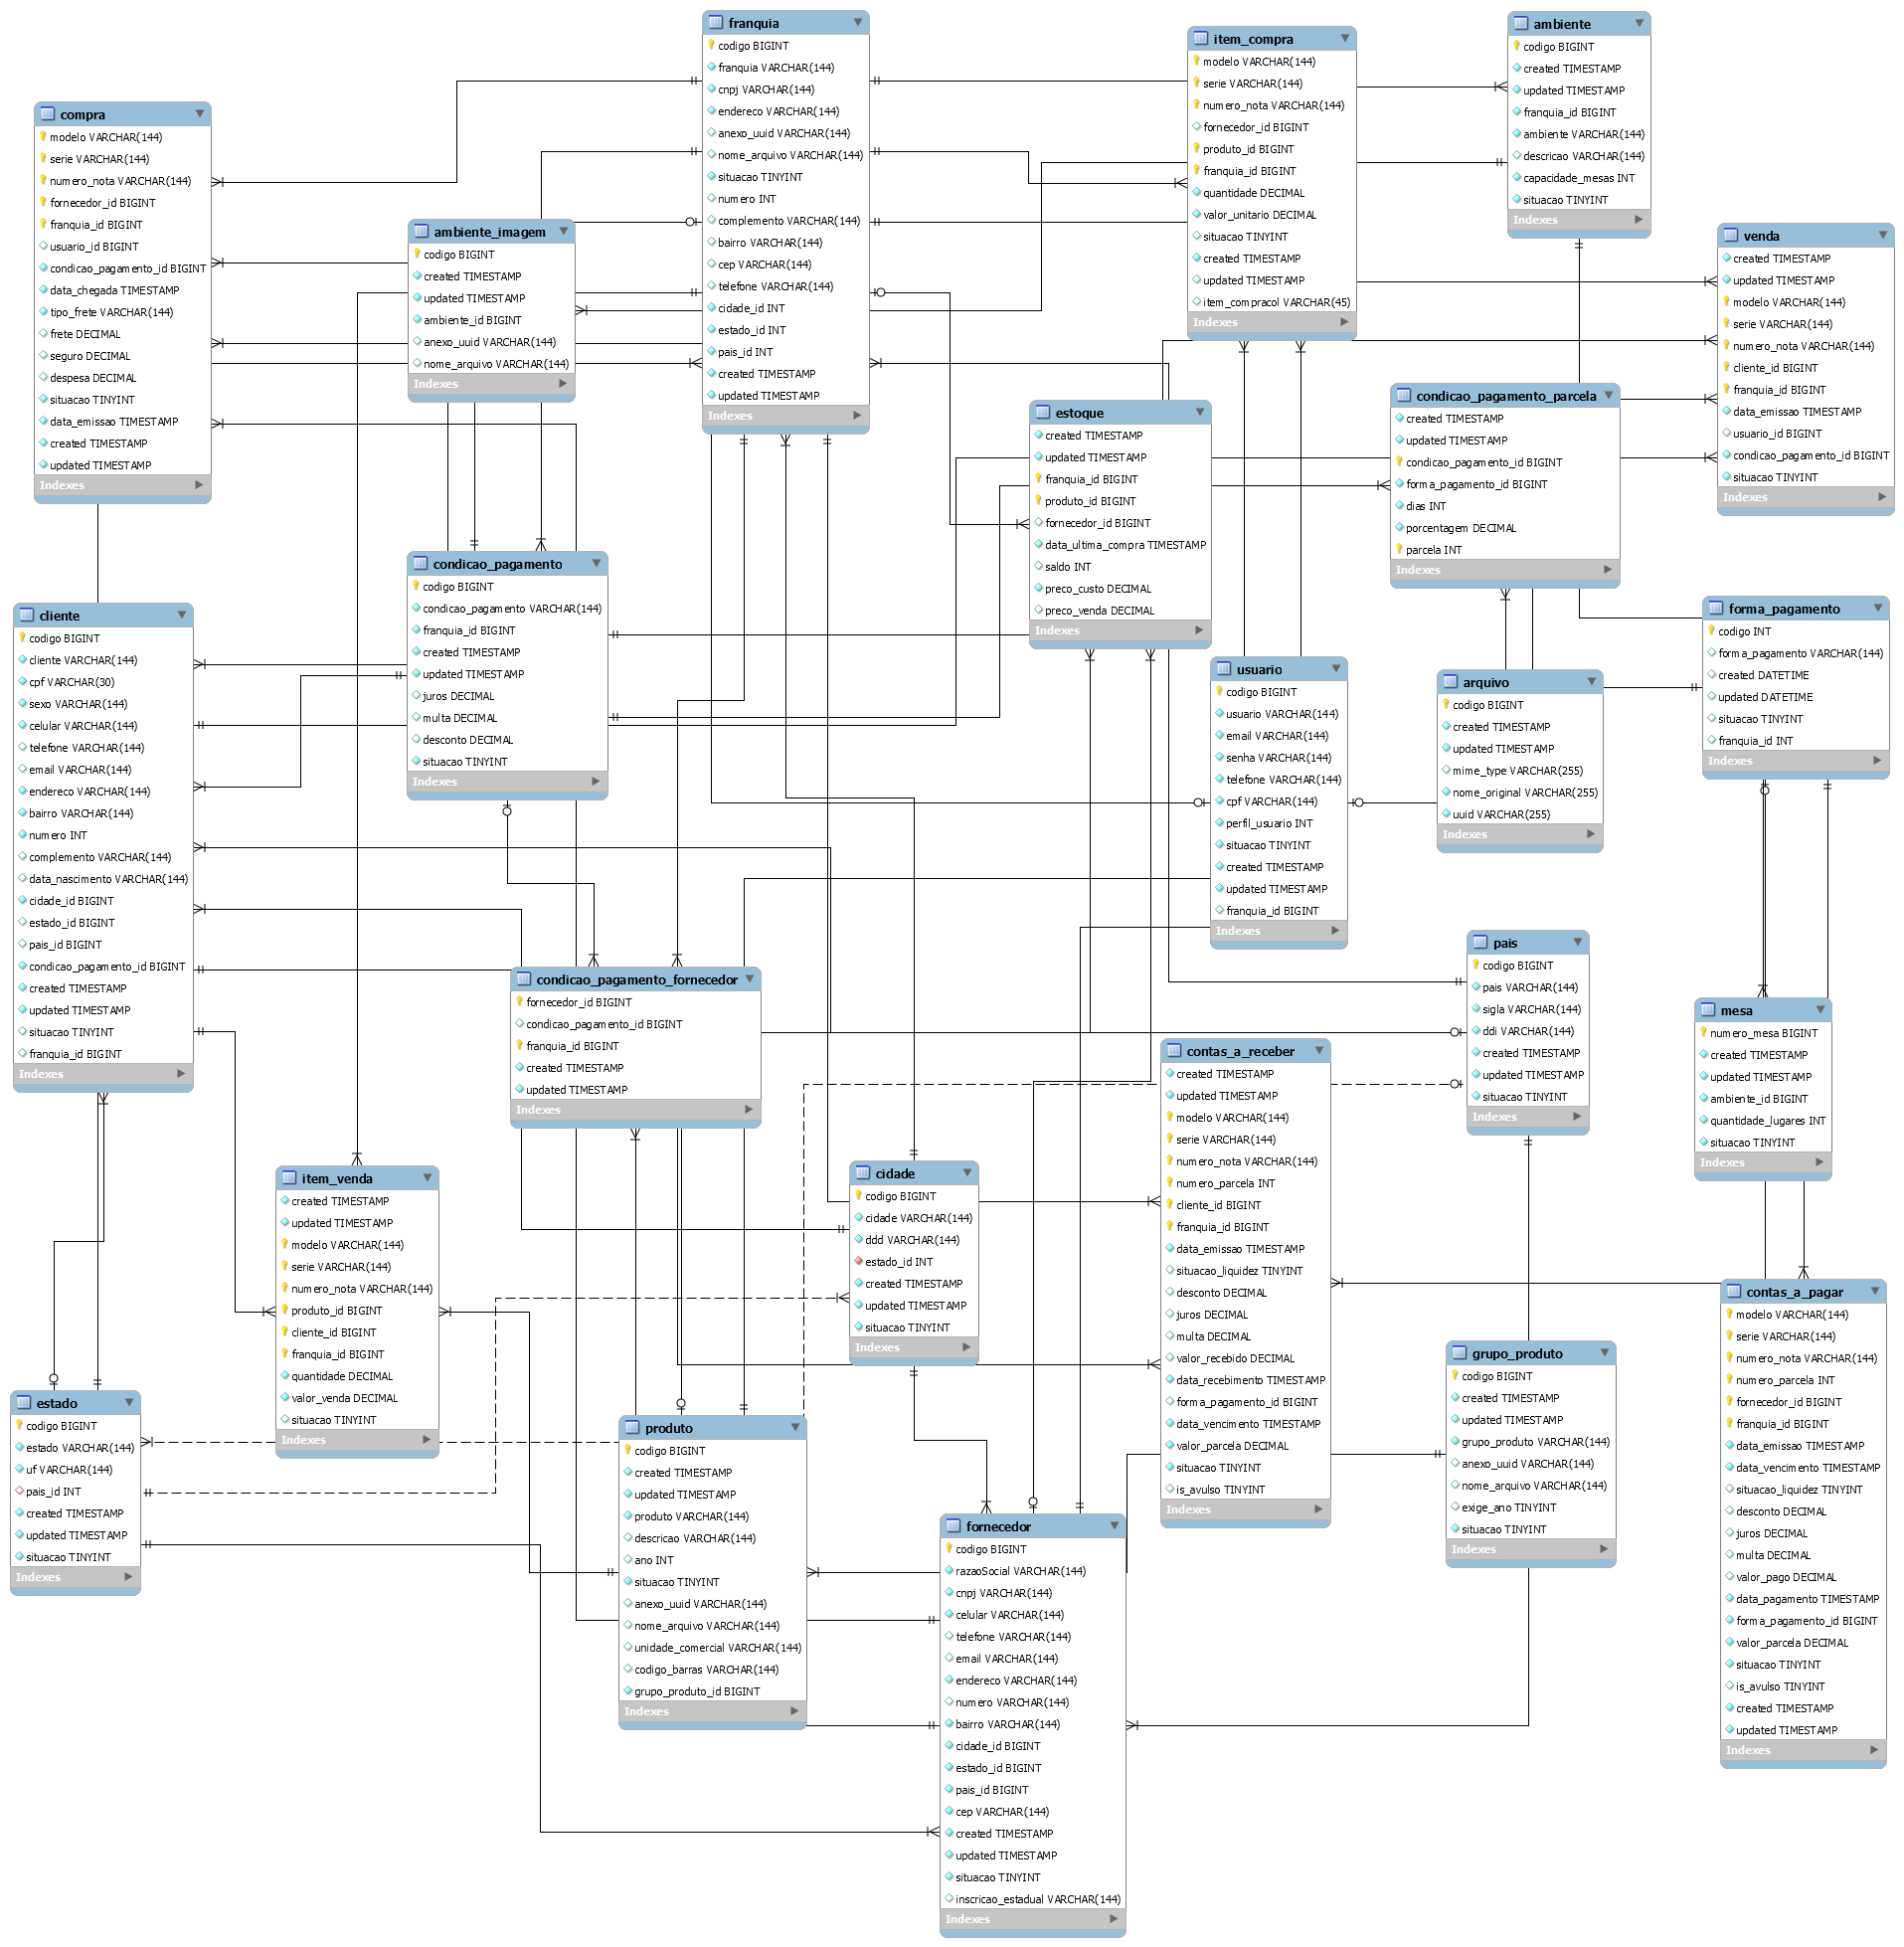 franquia
codigo BIGINT
franquia VARCHAR(144)
cnpj VARCHAR(144)
endereco VARCHAR(144)
anexo_uuid VARCHAR(144)
nome_arquivo VARCHAR(144)
situacao TINYINT
numero INT
complemento VARCHAR(144)
bairro VARCHAR(144)
cep VARCHAR(144)
telefone VARCHAR(144)
cidade_id INT
estado_id INT
pais_id INT
created TIMESTAMP
updated TIMESTAMP
Indexes
item_compra
modelo VARCHAR(144)
serie VARCHAR(144)
numero_nota VARCHAR(144)
fornecedor_id BIGINT
produto_id BIGINT
franquia_id BIGINT
quantidade DECIMAL
valor_unitario DECIMAL
situacao TINYINT
created TIMESTAMP
updated TIMESTAMP
item_compracol VARCHAR(45)
Indexes
ambiente
codigo BIGINT
created TIMESTAMP
updated TIMESTAMP
franquia_id BIGINT
ambiente VARCHAR(144)
descricao VARCHAR(144)
capacidade_mesas INT
situacao TINYINT
Indexes
compra
modelo VARCHAR(144)
serie VARCHAR(144)
numero_nota VARCHAR(144)
fornecedor_id BIGINT
franquia_id BIGINT
usuario_id BIGINT
condicao_pagamento_id BIGINT
data_chegada TIMESTAMP
tipo_frete VARCHAR(144)
frete DECIMAL
seguro DECIMAL
despesa DECIMAL
situacao TINYINT
data_emissao TIMESTAMP
created TIMESTAMP
updated TIMESTAMP
Indexes
ambiente_imagem
codigo BIGINT
created TIMESTAMP
updated TIMESTAMP
ambiente_id BIGINT
anexo_uuid VARCHAR(144)
nome_arquivo VARCHAR(144)
Indexes
venda
created TIMESTAMP
updated TIMESTAMP
modelo VARCHAR(144)
serie VARCHAR(144)
numero_nota VARCHAR(144)
cliente_id BIGINT
franquia_id BIGINT
data_emissao TIMESTAMP
usuario_id BIGINT
condicao_pagamento_id BIGINT
situacao TINYINT
Indexes
estoque
created TIMESTAMP
updated TIMESTAMP
franquia_id BIGINT
produto_id BIGINT
fornecedor_id BIGINT
data_ultima_compra TIMESTAMP
saldo INT
preco_custo DECIMAL
preco_venda DECIMAL
Indexes
condicao_pagamento_parcela
created TIMESTAMP
updated TIMESTAMP
condicao_pagamento_id BIGINT
forma_pagamento_id BIGINT
dias INT
porcentagem DECIMAL
parcela INT
Indexes
condicao_pagamento
codigo BIGINT
condicao_pagamento VARCHAR(144)
franquia_id BIGINT
created TIMESTAMP
updated TIMESTAMP
juros DECIMAL
multa DECIMAL
desconto DECIMAL
situacao TINYINT
Indexes
cliente
codigo BIGINT
cliente VARCHAR(144)
cpf VARCHAR(30)
sexo VARCHAR(144)
celular VARCHAR(144)
telefone VARCHAR(144)
email VARCHAR(144)
endereco VARCHAR(144)
bairro VARCHAR(144)
numero INT
complemento VARCHAR(144)
data_nascimento VARCHAR(144)
cidade_id BIGINT
estado_id BIGINT
pais_id BIGINT
condicao_pagamento_id BIGINT
created TIMESTAMP
updated TIMESTAMP
situacao TINYINT
franquia_id BIGINT
Indexes
forma_pagamento
codigo INT
forma_pagamento VARCHAR(144)
created DATETIME
updated DATETIME
situacao TINYINT
franquia_id INT
Indexes
usuario
codigo BIGINT
usuario VARCHAR(144)
email VARCHAR(144)
senha VARCHAR(144)
telefone VARCHAR(144)
cpf VARCHAR(144)
perfil_usuario INT
situacao TINYINT
created TIMESTAMP
updated TIMESTAMP
franquia_id BIGINT
Indexes
arquivo
codigo BIGINT
created TIMESTAMP
updated TIMESTAMP
mime_type VARCHAR(255)
nome_original VARCHAR(255)
uuid VARCHAR(255)
Indexes
pais
codigo BIGINT
pais VARCHAR(144)
sigla VARCHAR(144)
ddi VARCHAR(144)
created TIMESTAMP
updated TIMESTAMP
situacao TINYINT
Indexes
condicao_pagamento_fornecedor
fornecedor_id BIGINT
condicao_pagamento_id BIGINT
franquia_id BIGINT
created TIMESTAMP
updated TIMESTAMP
Indexes
mesa
numero_mesa BIGINT
created TIMESTAMP
updated TIMESTAMP
ambiente_id BIGINT
quantidade_lugares INT
situacao TINYINT
Indexes
contas_a_receber
created TIMESTAMP
updated TIMESTAMP
modelo VARCHAR(144)
serie VARCHAR(144)
numero_nota VARCHAR(144)
numero_parcela INT
cliente_id BIGINT
franquia_id BIGINT
data_emissao TIMESTAMP
situacao_liquidez TINYINT
desconto DECIMAL
juros DECIMAL
multa DECIMAL
valor_recebido DECIMAL
data_recebimento TIMESTAMP
forma_pagamento_id BIGINT
data_vencimento TIMESTAMP
valor_parcela DECIMAL
situacao TINYINT
is_avulso TINYINT
Indexes
item_venda
created TIMESTAMP
updated TIMESTAMP
modelo VARCHAR(144)
serie VARCHAR(144)
numero_nota VARCHAR(144)
produto_id BIGINT
cliente_id BIGINT
franquia_id BIGINT
quantidade DECIMAL
valor_venda DECIMAL
situacao TINYINT
Indexes
cidade
codigo BIGINT
cidade VARCHAR(144)
ddd VARCHAR(144)
estado_id INT
created TIMESTAMP
updated TIMESTAMP
situacao TINYINT
Indexes
contas_a_pagar
modelo VARCHAR(144)
serie VARCHAR(144)
numero_nota VARCHAR(144)
numero_parcela INT
fornecedor_id BIGINT
franquia_id BIGINT
data_emissao TIMESTAMP
data_vencimento TIMESTAMP
situacao_liquidez TINYINT
desconto DECIMAL
juros DECIMAL
multa DECIMAL
valor_pago DECIMAL
data_pagamento TIMESTAMP
forma_pagamento_id BIGINT
valor_parcela DECIMAL
situacao TINYINT
is_avulso TINYINT
created TIMESTAMP
updated TIMESTAMP
Indexes
grupo_produto
codigo BIGINT
created TIMESTAMP
updated TIMESTAMP
grupo_produto VARCHAR(144)
anexo_uuid VARCHAR(144)
nome_arquivo VARCHAR(144)
exige_ano TINYINT
situacao TINYINT
Indexes
estado
codigo BIGINT
estado VARCHAR(144)
uf VARCHAR(144)
pais_id INT
created TIMESTAMP
updated TIMESTAMP
situacao TINYINT
Indexes
produto
codigo BIGINT
created TIMESTAMP
updated TIMESTAMP
produto VARCHAR(144)
descricao VARCHAR(144)
ano INT
situacao TINYINT
anexo_uuid VARCHAR(144)
nome_arquivo VARCHAR(144)
unidade_comercial VARCHAR(144)
codigo_barras VARCHAR(144)
grupo_produto_id BIGINT
Indexes
fornecedor
codigo BIGINT
razaoSocial VARCHAR(144)
cnpj VARCHAR(144)
celular VARCHAR(144)
telefone VARCHAR(144)
email VARCHAR(144)
endereco VARCHAR(144)
numero VARCHAR(144)
bairro VARCHAR(144)
cidade_id BIGINT
estado_id BIGINT
pais_id BIGINT
cep VARCHAR(144)
created TIMESTAMP
updated TIMESTAMP
situacao TINYINT
inscricao_estadual VARCHAR(144)
Indexes